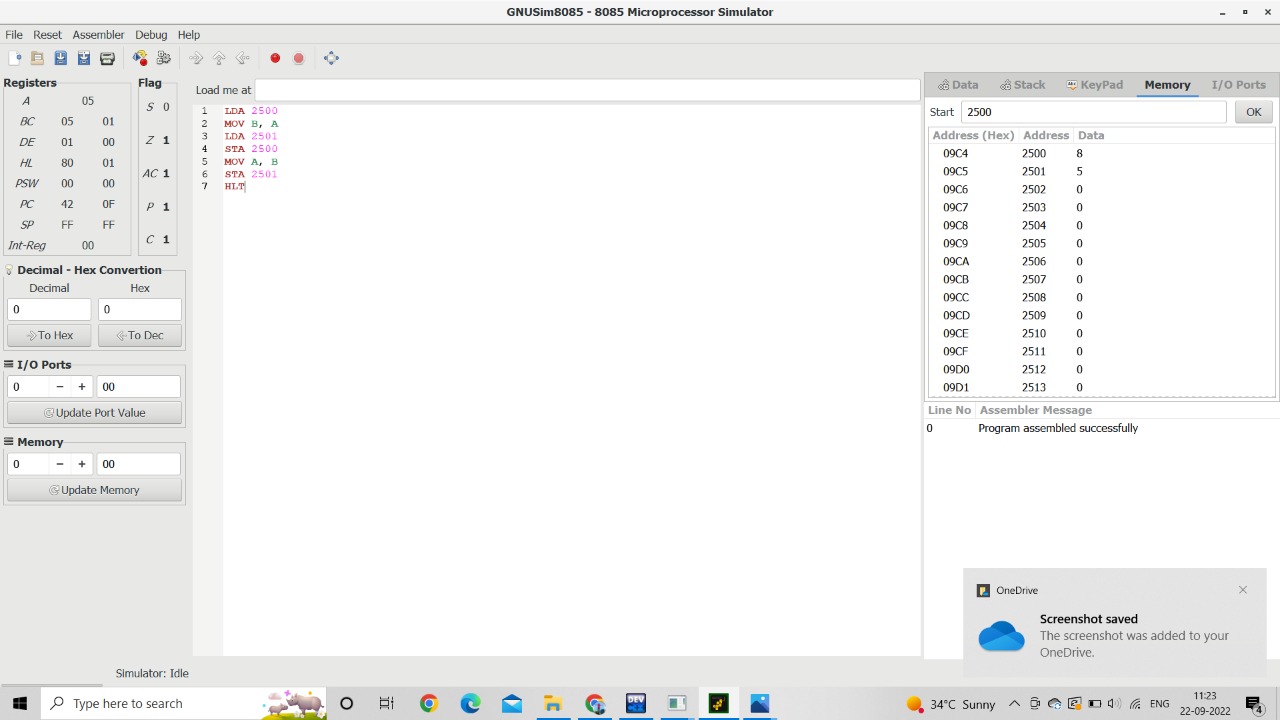 GNUSim8085 - 8085 Microprocessor Simulator
File Reset Assembler Debug Help
Registers
A 05
BC 05 01
DE 01 00
HL 80 01
PSW 00 00
PC 42 0F
SP FF FF
Int-Reg 00
Flag
S 0
Z 1
AC 1
P 1
C 1
Decimal - Hex Convertion
Decimal Hex
0 0
To Hex To Dec
I/O Ports
0 − + 00
Update Port Value
Memory
0 − + 00
Update Memory
Load me at
1 LDA 2500
2 MOV B, A
3 LDA 2501
4 STA 2500
5 MOV A, B
6 STA 2501
7 HLT
Data Stack KeyPad Memory I/O Ports
Start 2500 OK
Address (Hex) Address Data
09C4 2500 8
09C5 2501 5
09C6 2502 0
09C7 2503 0
09C8 2504 0
09C9 2505 0
09CA 2506 0
09CB 2507 0
09CC 2508 0
09CD 2509 0
09CE 2510 0
09CF 2511 0
09D0 2512 0
09D1 2513 0
Line No Assembler Message
0 Program assembled successfully
OneDrive
Screenshot saved
The screenshot was added to your
OneDrive.
Simulator: Idle
Type here to search
DEV
34°C Sunny
ENG
11:23
22-09-2022
4